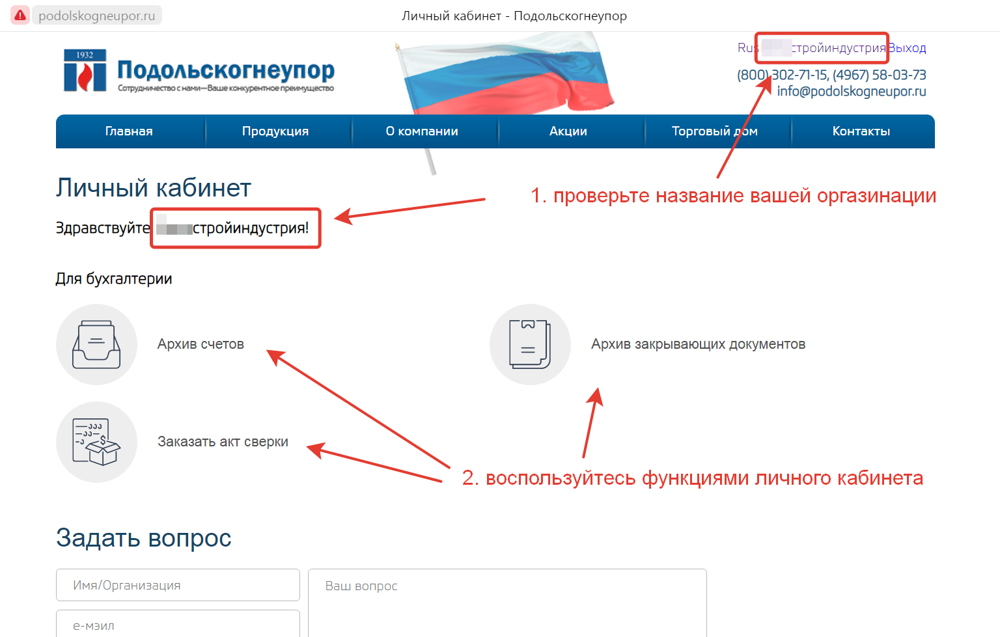 podolskogneupor.ru
Личный кабинет - Подольскогнеупор
Rus стройиндустрия Выход
1932
Подольскогнеупор
Сотрудничество с нами—Ваше конкурентное преимущество
(800) 302-71-15, (4967) 58-03-73
info@podolskogneupor.ru
Главная Продукция О компании Акции Торговый дом Контакты
Личный кабинет
1. проверьте название вашей оргазинации
Здравствуйте стройиндустрия!
Для бухгалтерии
Архив счетов
Архив закрывающих документов
Заказать акт сверки
2. воспользуйтесь функциями личного кабинета
Задать вопрос
Имя/Организация
Ваш вопрос
е-мэил